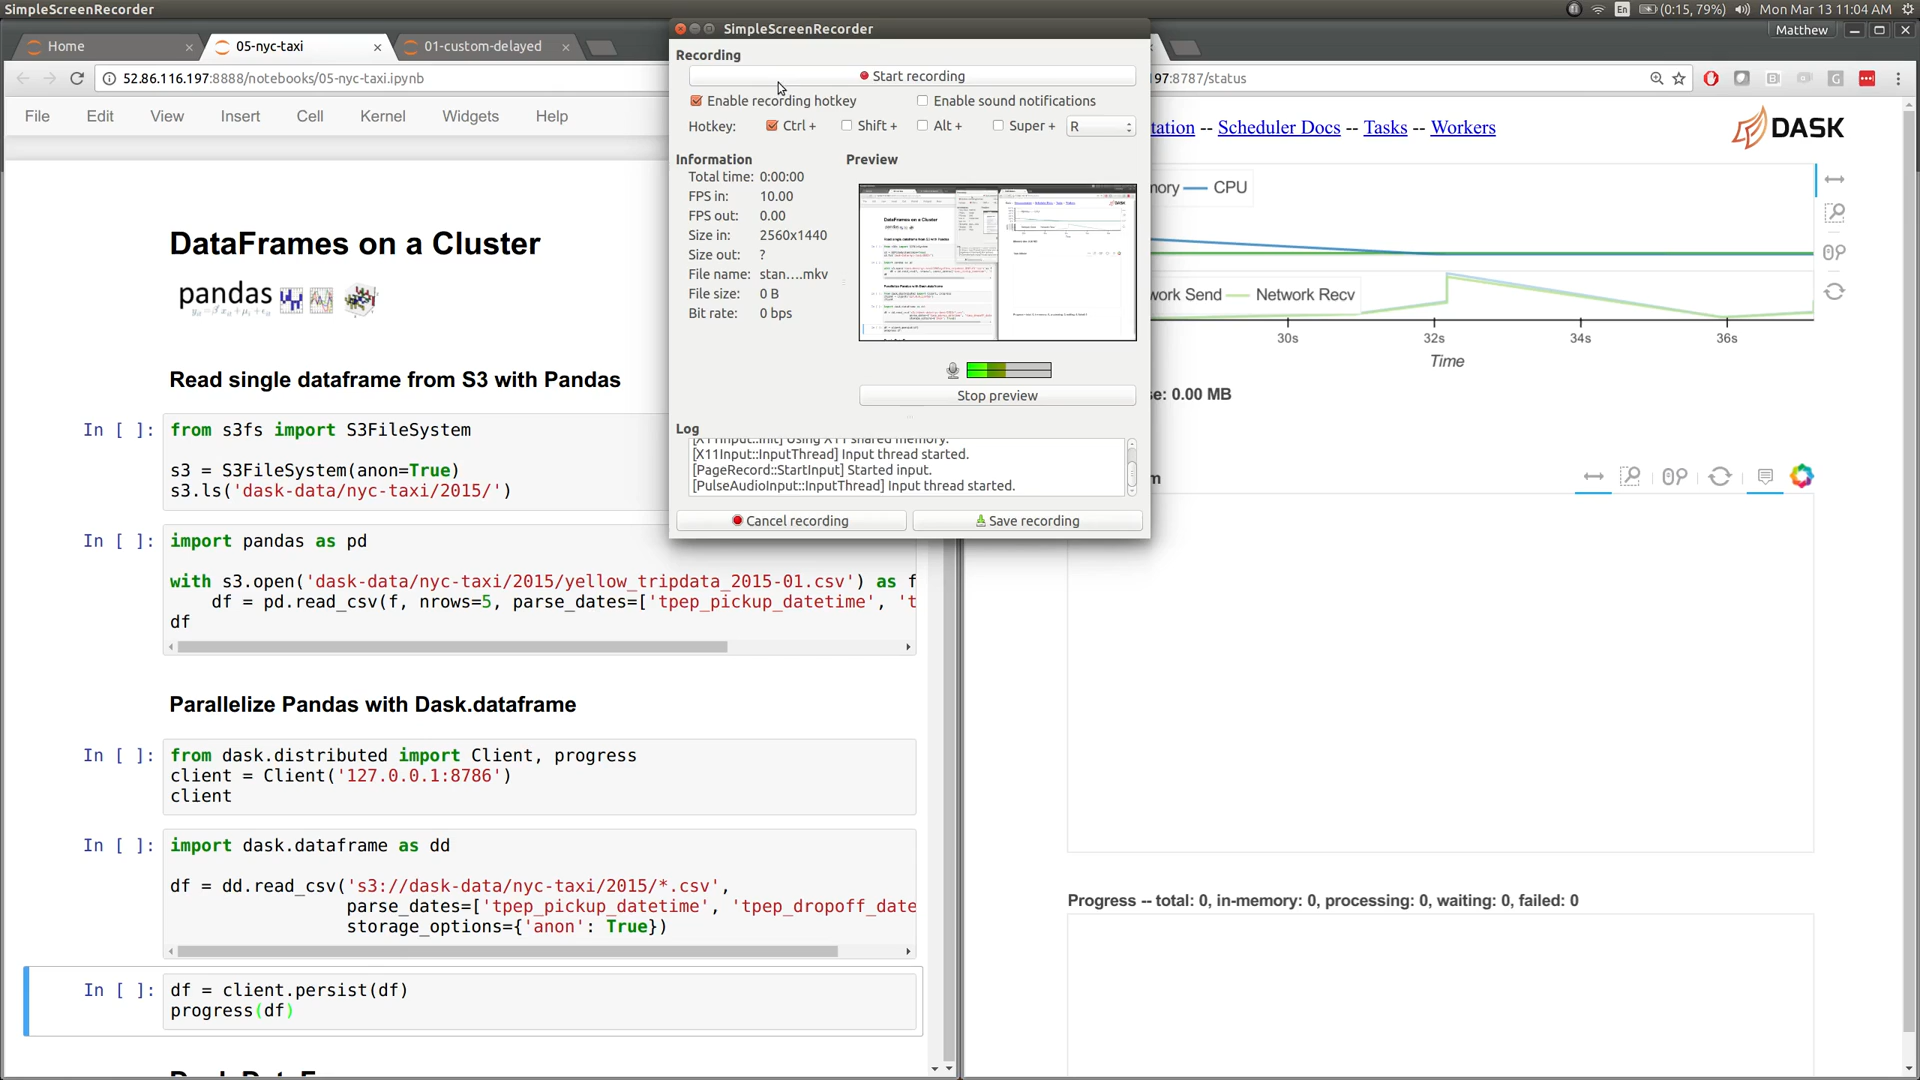 SimpleScreenRecorder
En (0:15, 79%) Mon Mar 13 11:04 AM
Home
05-nyc-taxi
01-custom-delayed
Matthew
52.86.116.197:8888/notebooks/05-nyc-taxi.ipynb
File Edit View Insert Cell Kernel Widgets Help
DataFrames on a Cluster
pandas
Read single dataframe from S3 with Pandas
In [ ]: from s3fs import S3FileSystem
s3 = S3FileSystem(anon=True)
s3.ls('dask-data/nyc-taxi/2015/')
In [ ]: import pandas as pd
with s3.open('dask-data/nyc-taxi/2015/yellow_tripdata_2015-01.csv') as f
df = pd.read_csv(f, nrows=5, parse_dates=['tpep_pickup_datetime', 't
df
Parallelize Pandas with Dask.dataframe
In [ ]: from dask.distributed import Client, progress
client = Client('127.0.0.1:8786')
client
In [ ]: import dask.dataframe as dd
df = dd.read_csv('s3://dask-data/nyc-taxi/2015/*.csv',
parse_dates=['tpep_pickup_datetime', 'tpep_dropoff_date
storage_options={'anon': True})
In [ ]: df = client.persist(df)
progress(df)
SimpleScreenRecorder
Recording
Start recording
Enable recording hotkey
Enable sound notifications
Hotkey: Ctrl + Shift + Alt + Super + R
Information
Total time: 0:00:00
FPS in: 10.00
FPS out: 0.00
Size in: 2560x1440
Size out: ?
File name: stan....mkv
File size: 0 B
Bit rate: 0 bps
Preview
Stop preview
Log
[X11Input::Init] Using X11 shared memory.
[X11Input::InputThread] Input thread started.
[PageRecord::StartInput] Started input.
[PulseAudioInput::InputThread] Input thread started.
Cancel recording
Save recording
97:8787/status
tation -- Scheduler Docs -- Tasks -- Workers
DASK
ory CPU
work Send Network Recv
30s 32s 34s 36s
Time
se: 0.00 MB
m
Progress -- total: 0, in-memory: 0, processing: 0, waiting: 0, failed: 0